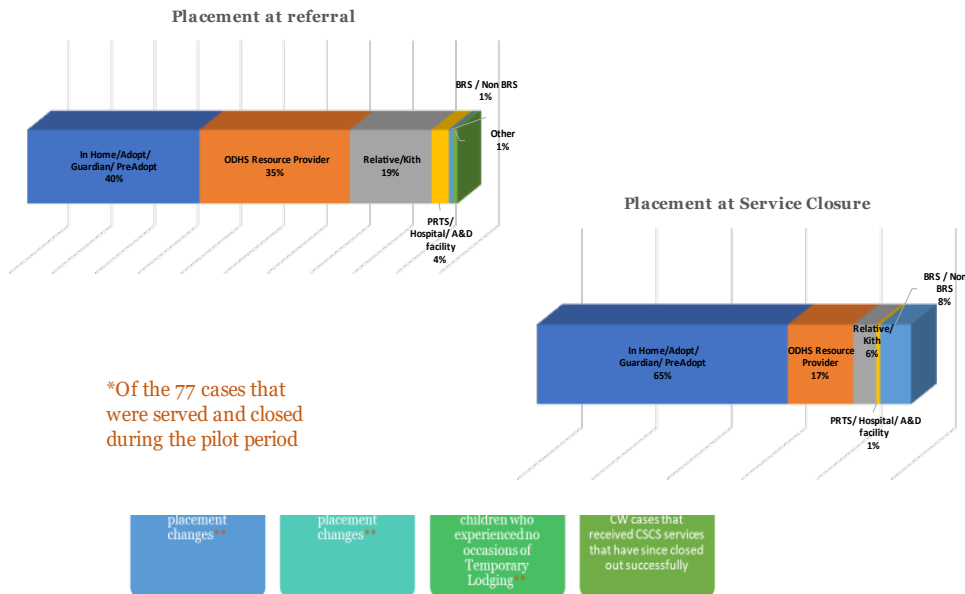 Placement at referral
BRS / Non BRS
1%
Other
1%
In Home/Adopt/
Guardian/ PreAdopt
40%
ODHS Resource Provider
35%
Relative/Kith
19%
PRTS/
Hospital/ A&D
facility
4%
Placement at Service Closure
BRS / Non
BRS
8%
In Home/Adopt/
Guardian/ PreAdopt
65%
ODHS Resource
Provider
17%
Relative/
Kith
6%
PRTS/ Hospital/ A&D
facility
1%
*Of the 77 cases that
were served and closed
during the pilot period
placement
changes**
placement
changes**
children who
experienced no
occasions of
Temporary
Lodging**
CW cases that
received CSCS services
that have since closed
out successfully